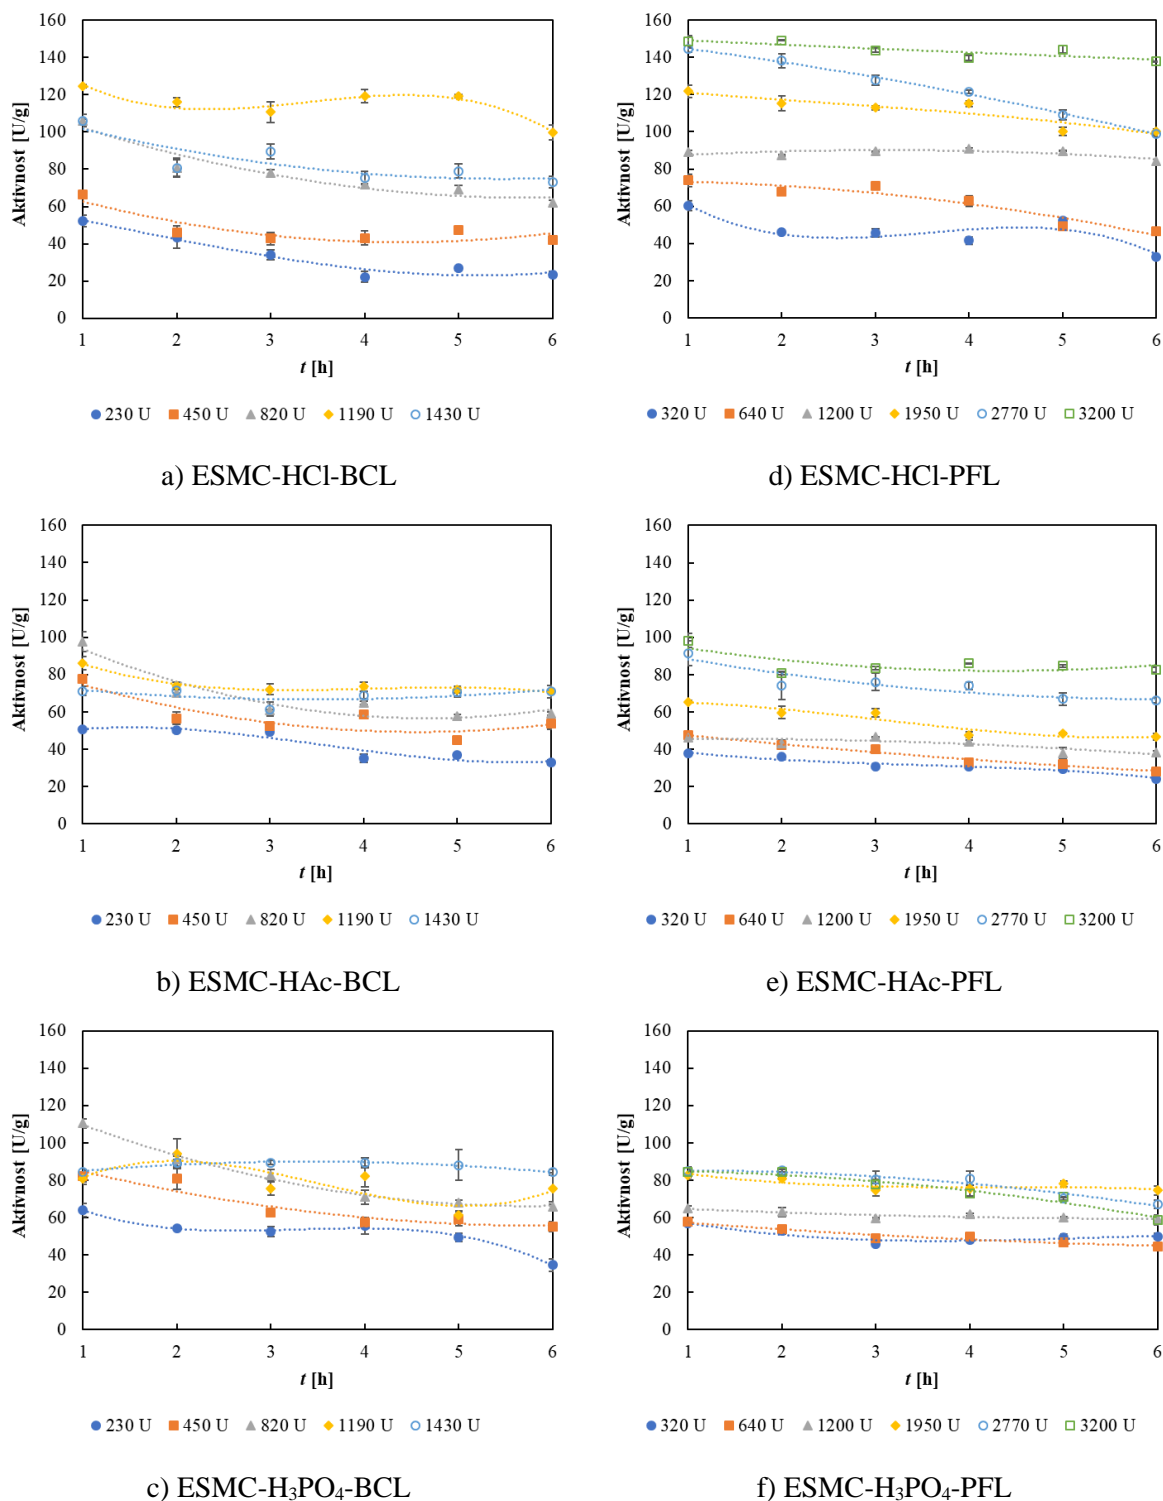 Aktivnost [U/g]
160
140
120
100
80
60
40
20
0
1 2 3 4 5 6
t [h]
230 U 450 U 820 U 1190 U 1430 U
a) ESMC-HCl-BCL
Aktivnost [U/g]
160
140
120
100
80
60
40
20
0
1 2 3 4 5 6
t [h]
320 U 640 U 1200 U 1950 U 2770 U 3200 U
d) ESMC-HCl-PFL
Aktivnost [U/g]
160
140
120
100
80
60
40
20
0
1 2 3 4 5 6
t [h]
230 U 450 U 820 U 1190 U 1430 U
b) ESMC-HAc-BCL
Aktivnost [U/g]
160
140
120
100
80
60
40
20
0
1 2 3 4 5 6
t [h]
320 U 640 U 1200 U 1950 U 2770 U 3200 U
e) ESMC-HAc-PFL
Aktivnost [U/g]
160
140
120
100
80
60
40
20
0
1 2 3 4 5 6
t [h]
230 U 450 U 820 U 1190 U 1430 U
c) ESMC-H₃PO₄-BCL
Aktivnost [U/g]
160
140
120
100
80
60
40
20
0
1 2 3 4 5 6
t [h]
320 U 640 U 1200 U 1950 U 2770 U 3200 U
f) ESMC-H₃PO₄-PFL